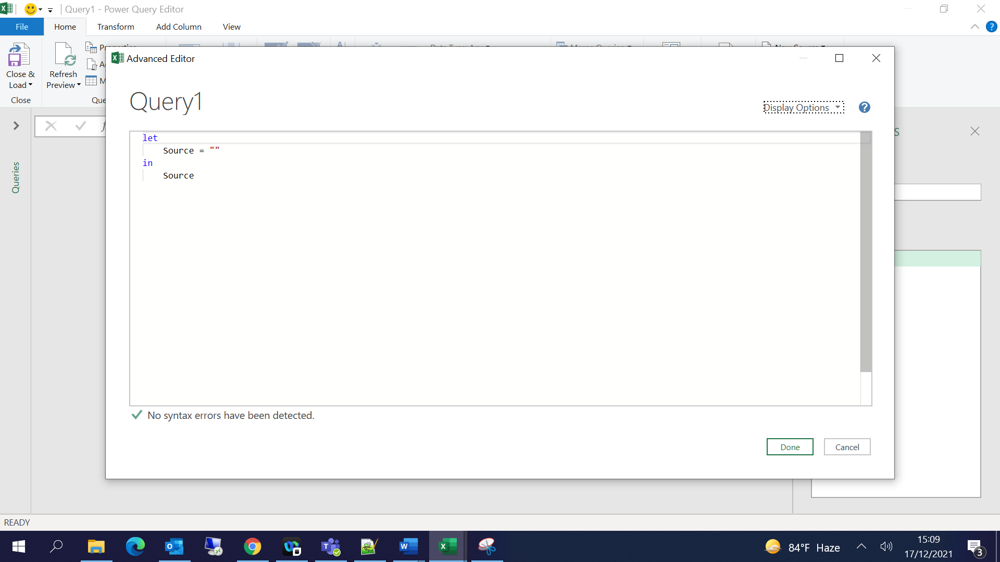 Query1 - Power Query Editor
File Home Transform Add Column View
Close & Load
Refresh Preview
Close
Advanced Editor
Query1
Display Options
let
Source = ""
in
Source
Queries
No syntax errors have been detected.
Done Cancel
READY
84°F Haze
15:09
17/12/2021
3